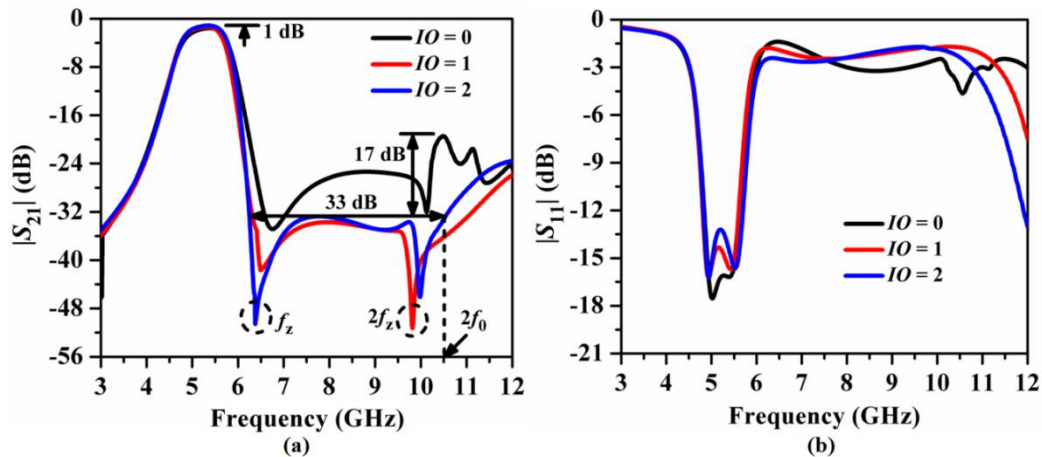 0
-8
-16
-24
-32
-40
-48
-56
|S21| (dB)
1 dB
IO = 0
IO = 1
IO = 2
17 dB
33 dB
fz
2fz
2f0
3 4 5 6 7 8 9 10 11 12
Frequency (GHz)
(a)
0
-3
-6
-9
-12
-15
-18
-21
|S11| (dB)
IO = 0
IO = 1
IO = 2
3 4 5 6 7 8 9 10 11 12
Frequency (GHz)
(b)